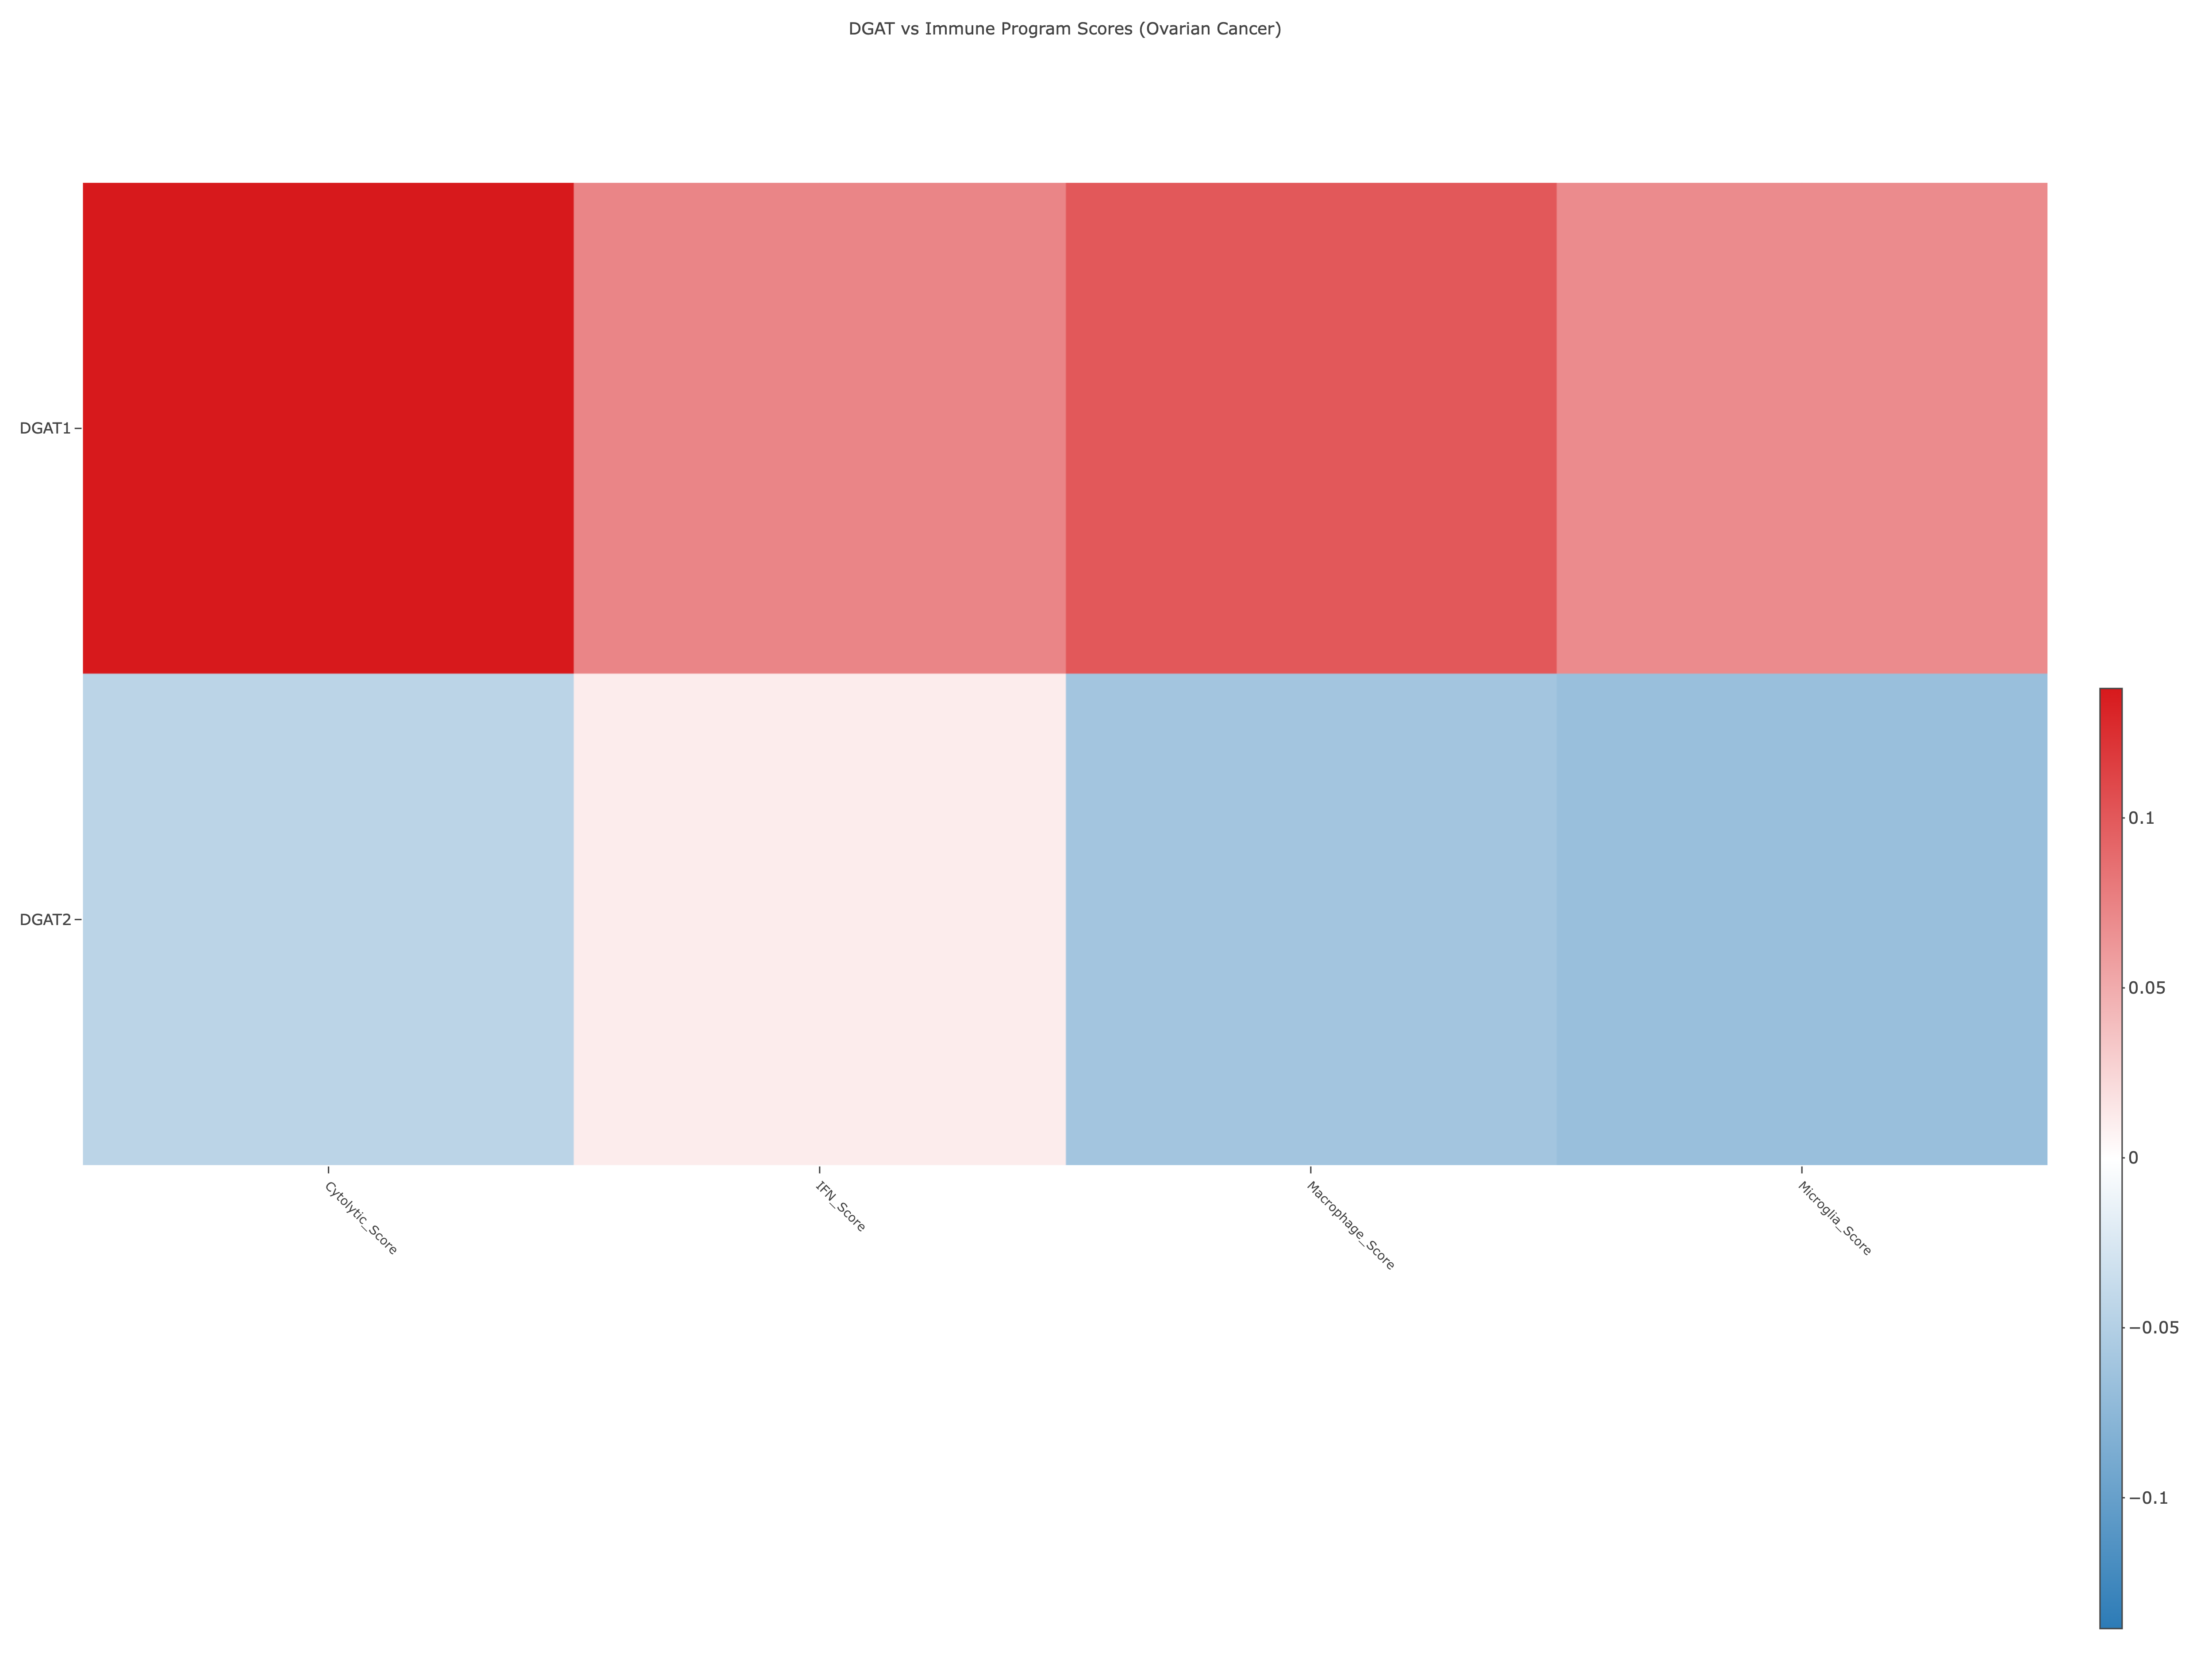 DGAT vs Immune Program Scores (Ovarian Cancer)
DGAT1
DGAT2
Cytolytic_Score
IFN_Score
Macrophage_Score
Microglia_Score
0.1
0.05
0
−0.05
−0.1